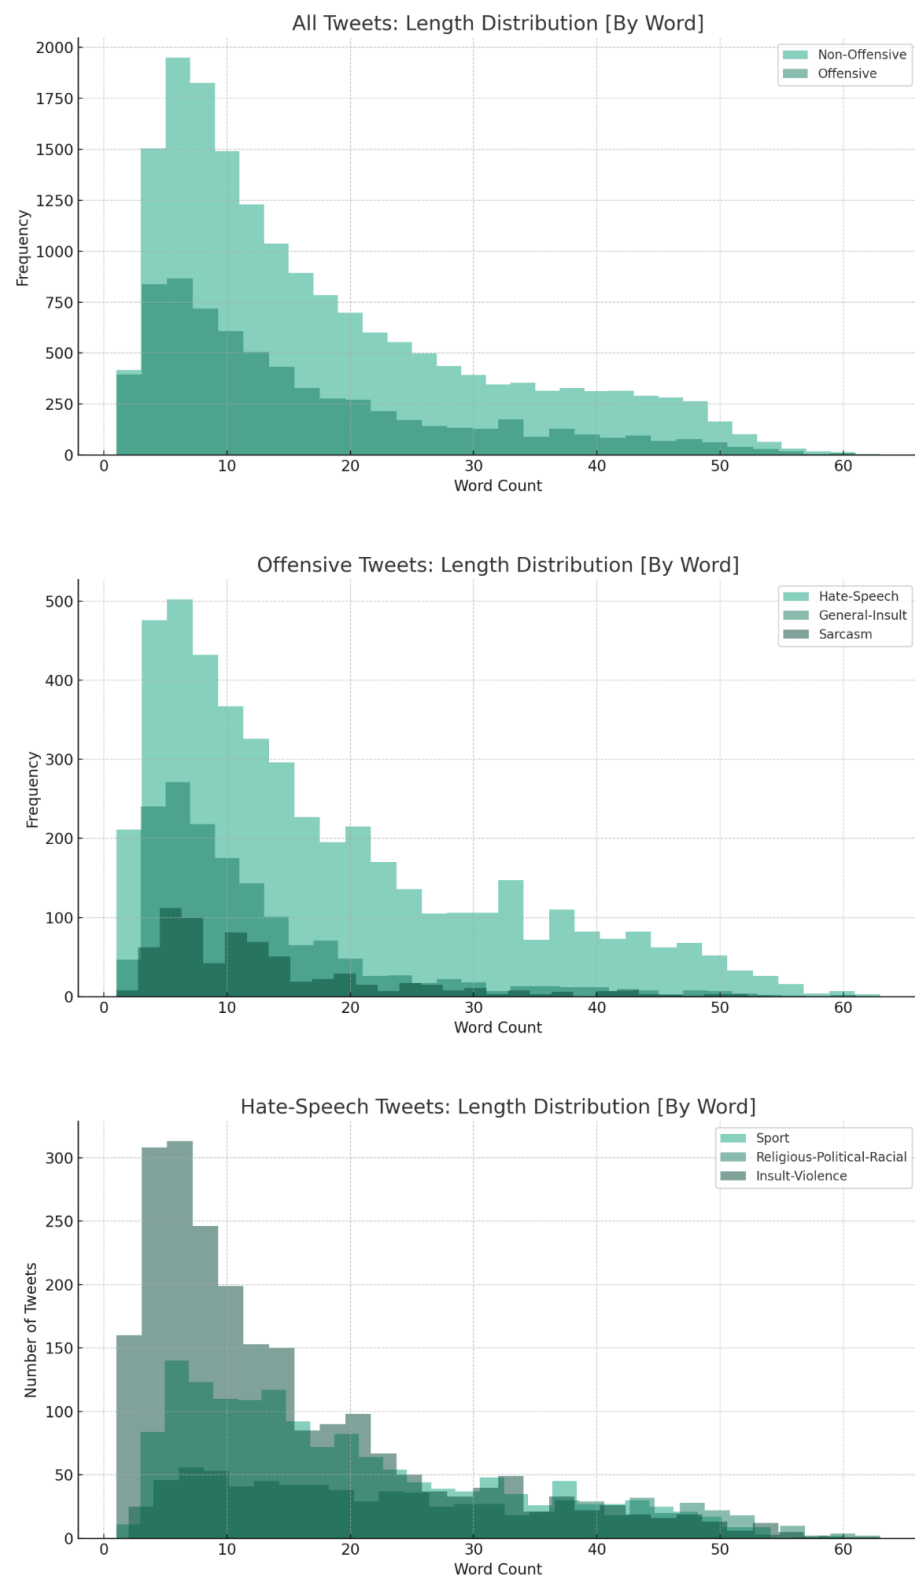 All Tweets: Length Distribution [By Word]
Non-Offensive
Offensive
Frequency
2000
1750
1500
1250
1000
750
500
250
0
0 10 20 30 40 50 60
Word Count
Offensive Tweets: Length Distribution [By Word]
Hate-Speech
General-Insult
Sarcasm
Frequency
500
400
300
200
100
0
0 10 20 30 40 50 60
Word Count
Hate-Speech Tweets: Length Distribution [By Word]
Sport
Religious-Political-Racial
Insult-Violence
Number of Tweets
300
250
200
150
100
50
0
0 10 20 30 40 50 60
Word Count